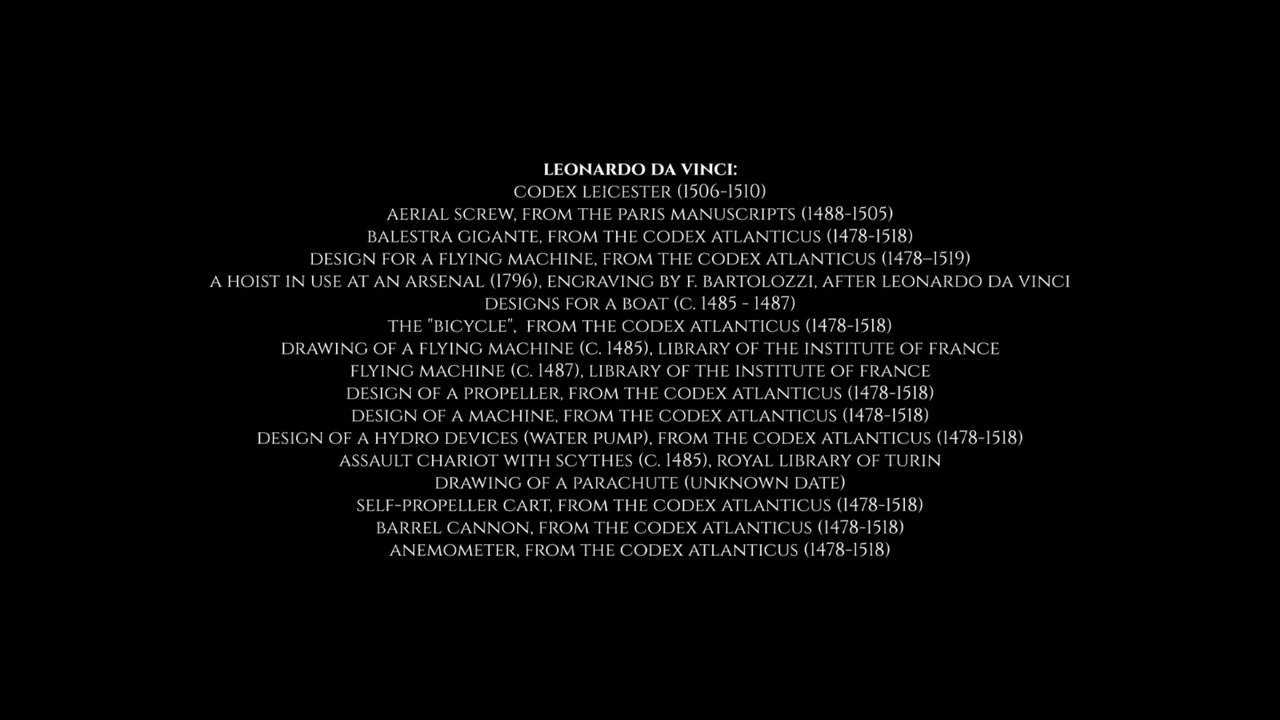 LEONARDO DA VINCI:
CODEX LEICESTER (1506-1510)
AERIAL SCREW, FROM THE PARIS MANUSCRIPTS (1488-1505)
BALESTRA GIGANTE, FROM THE CODEX ATLANTICUS (1478-1518)
DESIGN FOR A FLYING MACHINE, FROM THE CODEX ATLANTICUS (1478–1519)
A HOIST IN USE AT AN ARSENAL (1796), ENGRAVING BY F. BARTOLOZZI, AFTER LEONARDO DA VINCI
DESIGNS FOR A BOAT (C. 1485 - 1487)
THE "BICYCLE", FROM THE CODEX ATLANTICUS (1478-1518)
DRAWING OF A FLYING MACHINE (C. 1485), LIBRARY OF THE INSTITUTE OF FRANCE
FLYING MACHINE (C. 1487), LIBRARY OF THE INSTITUTE OF FRANCE
DESIGN OF A PROPELLER, FROM THE CODEX ATLANTICUS (1478-1518)
DESIGN OF A MACHINE, FROM THE CODEX ATLANTICUS (1478-1518)
DESIGN OF A HYDRO DEVICES (WATER PUMP), FROM THE CODEX ATLANTICUS (1478-1518)
ASSAULT CHARIOT WITH SCYTHES (C. 1485), ROYAL LIBRARY OF TURIN
DRAWING OF A PARACHUTE (UNKNOWN DATE)
SELF-PROPELLER CART, FROM THE CODEX ATLANTICUS (1478-1518)
BARREL CANNON, FROM THE CODEX ATLANTICUS (1478-1518)
ANEMOMETER, FROM THE CODEX ATLANTICUS (1478-1518)